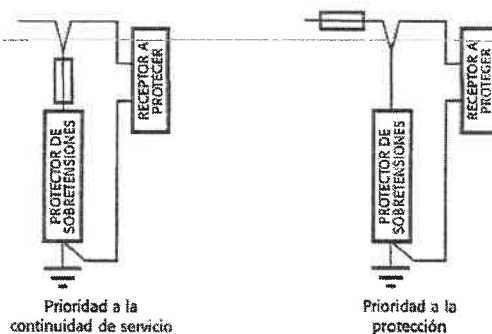 PROTECTOR DE
SOBRETENSIONES
RECEPTOR A
PROTEGER
Prioridad a la
continuidad de servicio
PROTECTOR DE
SOBRETENSIONES
RECEPTOR A
PROTEGER
Prioridad a la
protección